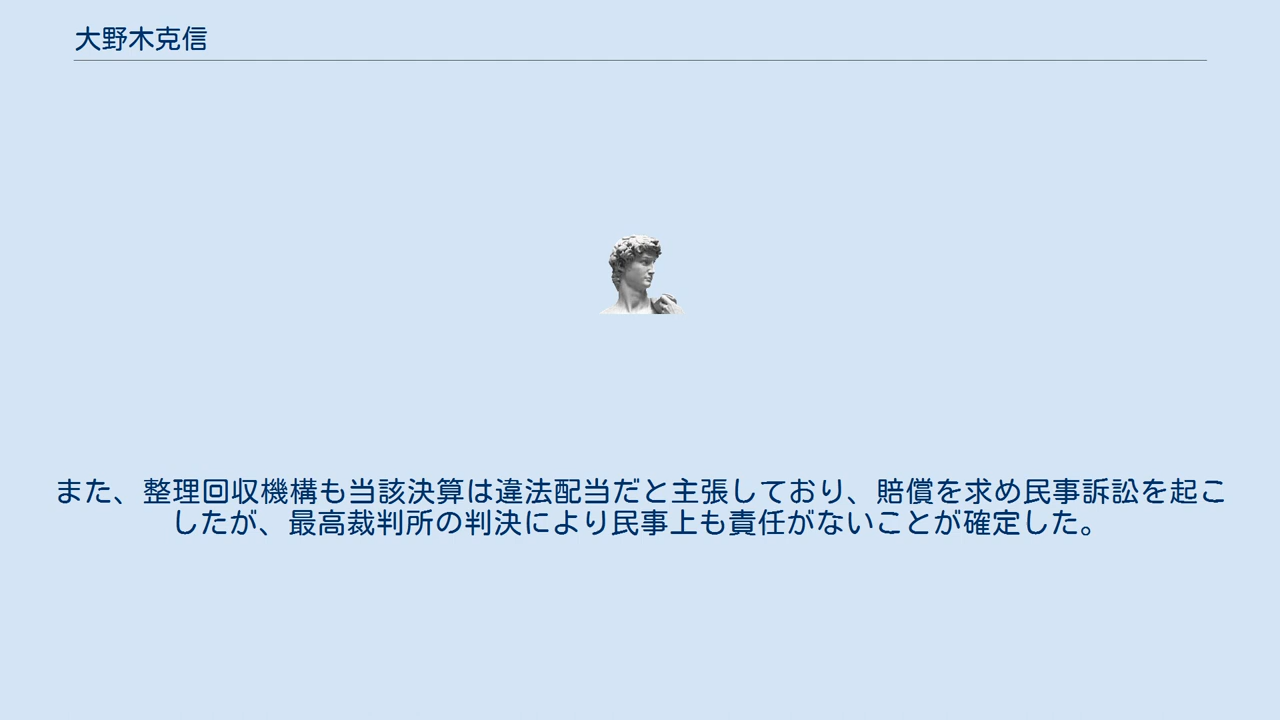 大野木克信
また、整理回収機構も当該決算は違法配当だと主張しており、賠償を求め民事訴訟を起こ
したが、最高裁判所の判決により民事上も責任がないことが確定した。